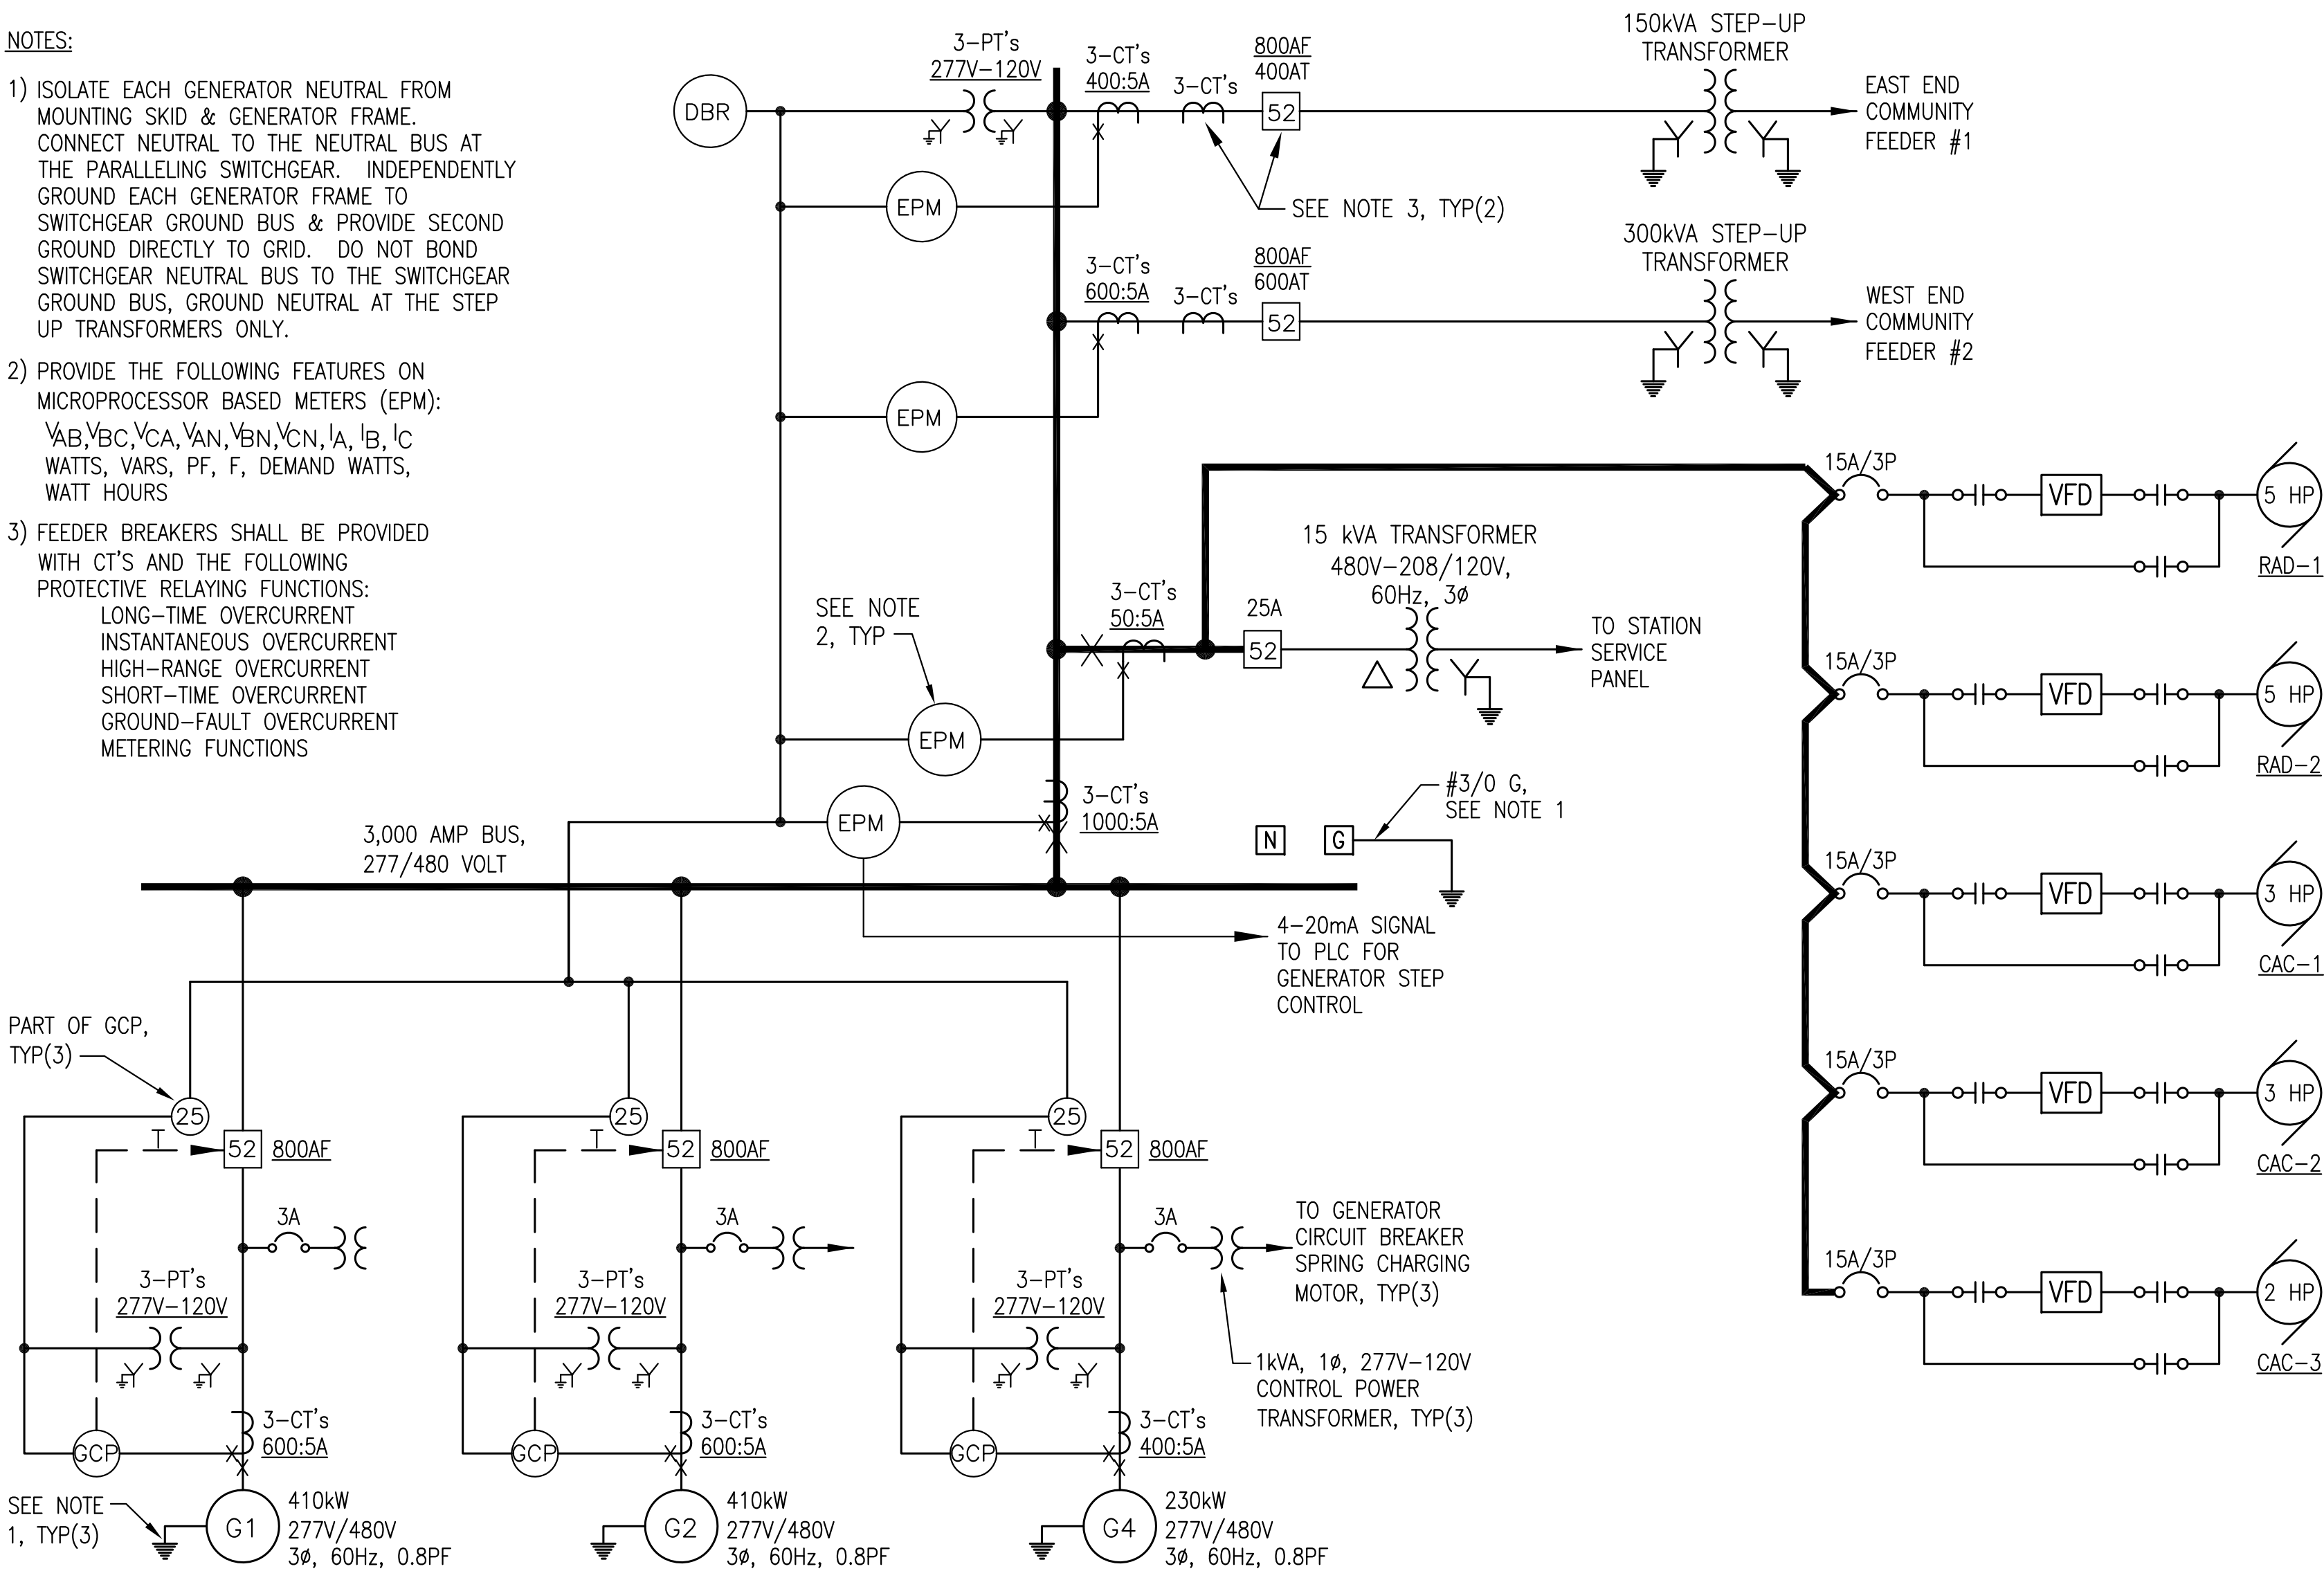 NOTES:
1) ISOLATE EACH GENERATOR NEUTRAL FROM
MOUNTING SKID & GENERATOR FRAME.
CONNECT NEUTRAL TO THE NEUTRAL BUS AT
THE PARALLELING SWITCHGEAR. INDEPENDENTLY
GROUND EACH GENERATOR FRAME TO
SWITCHGEAR GROUND BUS & PROVIDE SECOND
GROUND DIRECTLY TO GRID. DO NOT BOND
SWITCHGEAR NEUTRAL BUS TO THE SWITCHGEAR
GROUND BUS, GROUND NEUTRAL AT THE STEP
UP TRANSFORMERS ONLY.
2) PROVIDE THE FOLLOWING FEATURES ON
MICROPROCESSOR BASED METERS (EPM):
VAB,VBC,VCA,VAN,VBN,VCN,IA, IB, IC
WATTS, VARS, PF, F, DEMAND WATTS,
WATT HOURS
3) FEEDER BREAKERS SHALL BE PROVIDED
WITH CT'S AND THE FOLLOWING
PROTECTIVE RELAYING FUNCTIONS:
LONG-TIME OVERCURRENT
INSTANTANEOUS OVERCURRENT
HIGH-RANGE OVERCURRENT
SHORT-TIME OVERCURRENT
GROUND-FAULT OVERCURRENT
METERING FUNCTIONS
DBR
3-PT's
277V-120V
3-CT's
400:5A
3-CT's
800AF
400AT
52
150kVA STEP-UP
TRANSFORMER
EAST END
COMMUNITY
FEEDER #1
EPM
SEE NOTE 3, TYP(2)
3-CT's
600:5A
3-CT's
800AF
600AT
52
300kVA STEP-UP
TRANSFORMER
WEST END
COMMUNITY
FEEDER #2
EPM
SEE NOTE
2, TYP
3-CT's
50:5A
25A
52
15 kVA TRANSFORMER
480V-208/120V,
60Hz, 3ø
TO STATION
SERVICE
PANEL
EPM
EPM
3-CT's
1000:5A
N
G
#3/0 G,
SEE NOTE 1
3,000 AMP BUS,
277/480 VOLT
4-20mA SIGNAL
TO PLC FOR
GENERATOR STEP
CONTROL
15A/3P
VFD
5 HP
RAD-1
15A/3P
VFD
5 HP
RAD-2
15A/3P
VFD
3 HP
CAC-1
15A/3P
VFD
3 HP
CAC-2
15A/3P
VFD
2 HP
CAC-3
PART OF GCP,
TYP(3)
25
T
52
800AF
3A
3-PT's
277V-120V
3-CT's
600:5A
GCP
SEE NOTE
1, TYP(3)
G1
410kW
277V/480V
3ø, 60Hz, 0.8PF
25
T
52
800AF
3A
3-PT's
277V-120V
3-CT's
600:5A
GCP
G2
410kW
277V/480V
3ø, 60Hz, 0.8PF
25
T
52
800AF
3A
TO GENERATOR
CIRCUIT BREAKER
SPRING CHARGING
MOTOR, TYP(3)
3-PT's
277V-120V
1kVA, 1ø, 277V-120V
CONTROL POWER
TRANSFORMER, TYP(3)
3-CT's
400:5A
GCP
G4
230kW
277V/480V
3ø, 60Hz, 0.8PF